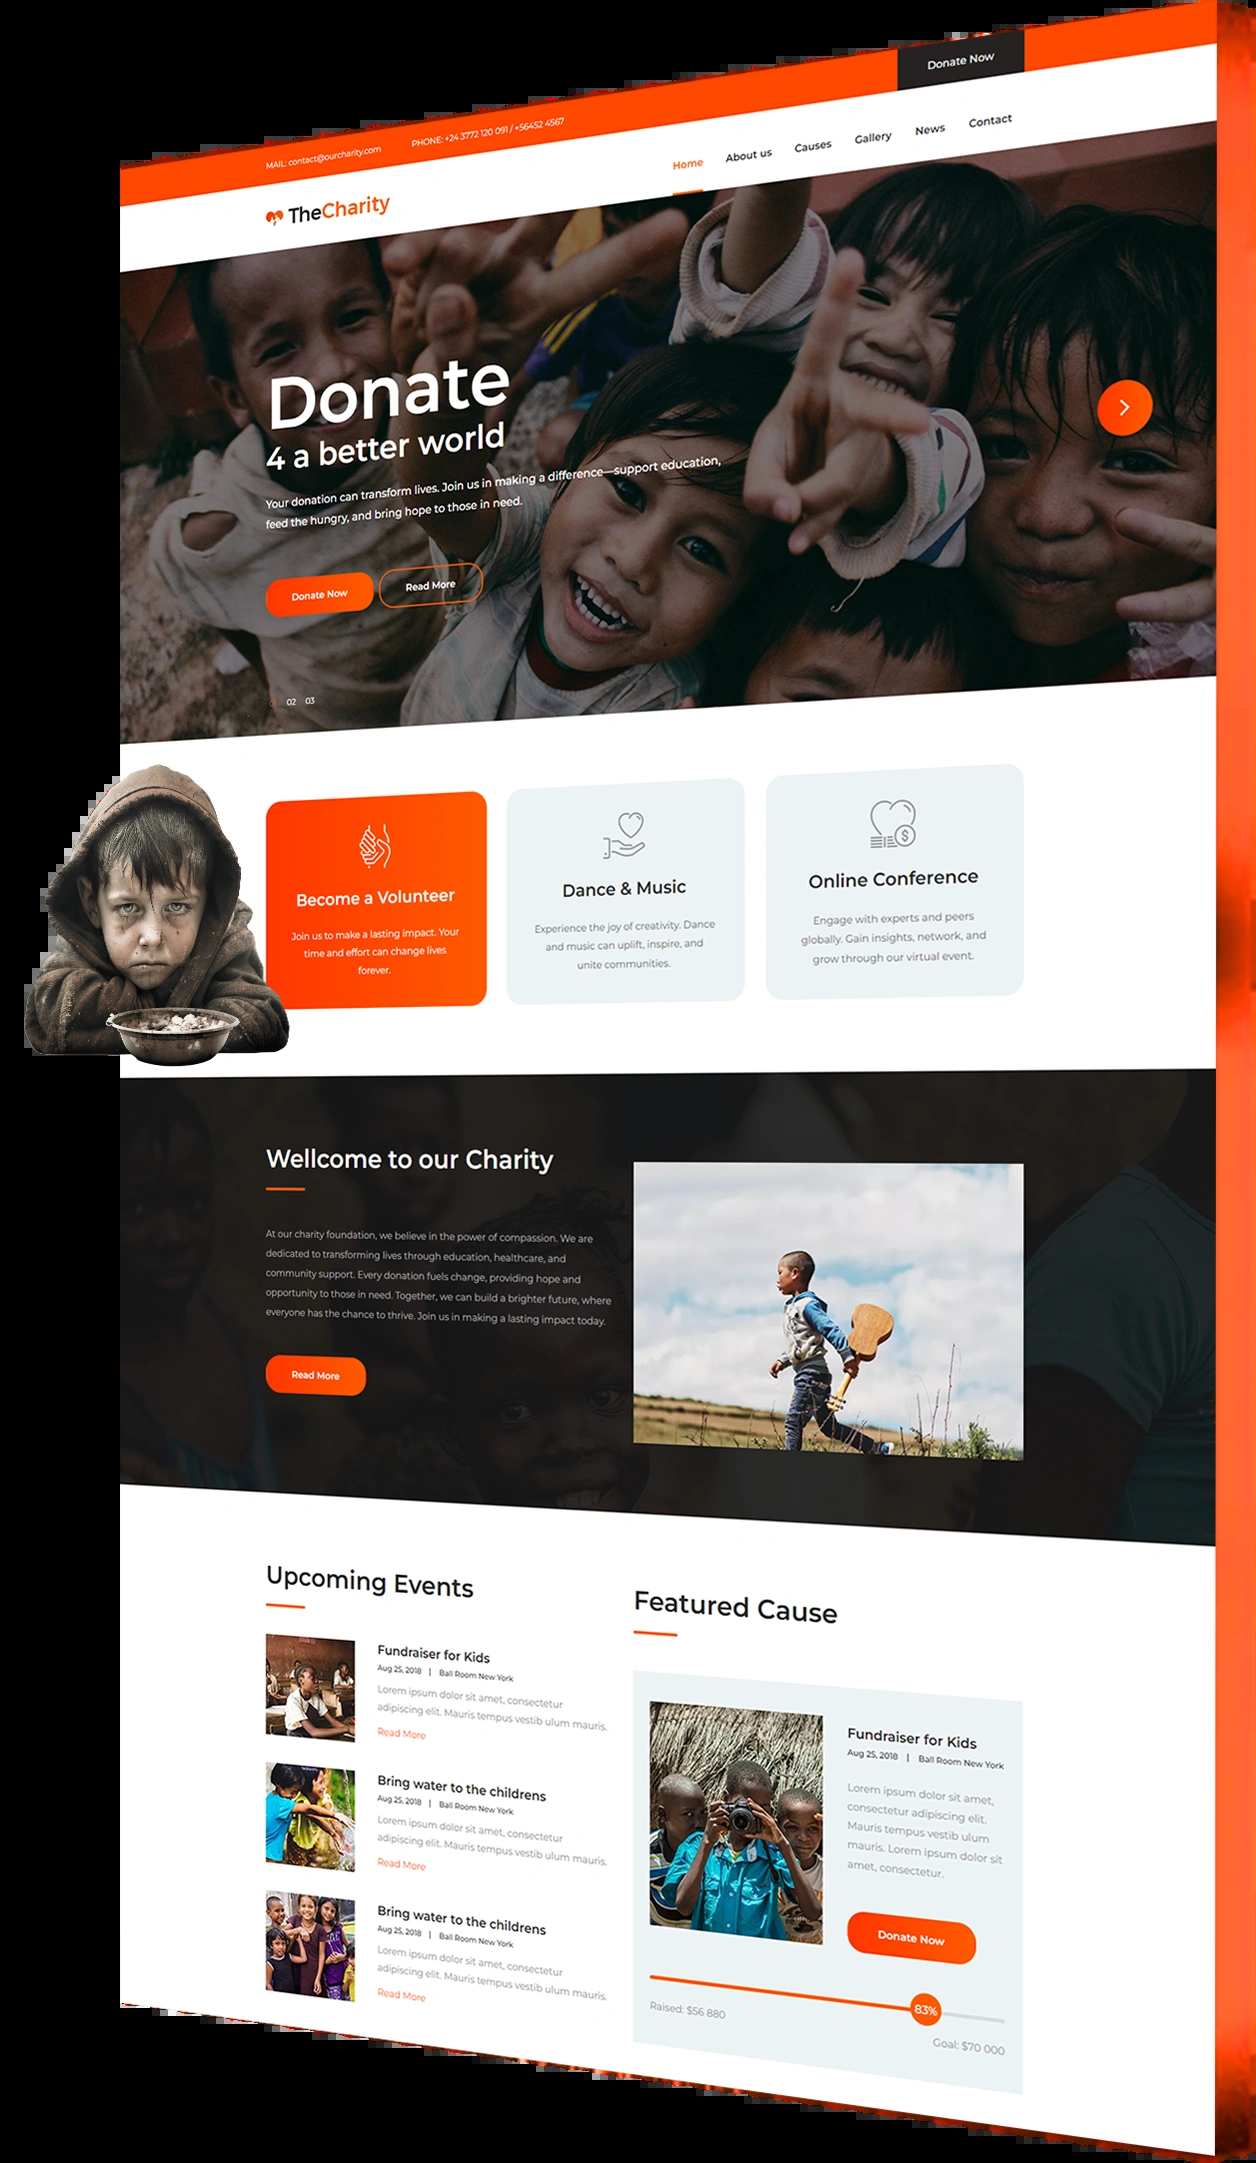 Donate Now
MAIL: contact@ourcharity.com
PHONE: +24 3772 120 091 / +56452 4567
TheCharity
Home
About us
Causes
Gallery
News
Contact
Donate
4 a better world
Your donation can transform lives. Join us in making a difference—support education,
feed the hungry, and bring hope to those in need.
Donate Now
Read More
02 03
Become a Volunteer
Join us to make a lasting impact. Your
time and effort can change lives
forever.
Dance & Music
Experience the joy of creativity. Dance
and music can uplift, inspire, and
unite communities.
$
Online Conference
Engage with experts and peers
globally. Gain insights, network, and
grow through our virtual event.
Wellcome to our Charity
At our charity foundation, we believe in the power of compassion. We are
dedicated to transforming lives through education, healthcare, and
community support. Every donation fuels change, providing hope and
opportunity to those in need. Together, we can build a brighter future, where
everyone has the chance to thrive. Join us in making a lasting impact today.
Read More
Upcoming Events
Fundraiser for Kids
Aug 25, 2018 | Ball Room New York
Lorem ipsum dolor sit amet, consectetur
adipiscing elit. Mauris tempus vestib ulum mauris.
Read More
Bring water to the childrens
Aug 25, 2018 | Ball Room New York
Lorem ipsum dolor sit amet, consectetur
adipiscing elit. Mauris tempus vestib ulum mauris.
Read More
Bring water to the childrens
Aug 25, 2018 | Ball Room New York
Lorem ipsum dolor sit amet, consectetur
adipiscing elit. Mauris tempus vestib ulum mauris.
Read More
Featured Cause
Fundraiser for Kids
Aug 25, 2018 | Ball Room New York
Lorem ipsum dolor sit amet,
consectetur adipiscing elit.
Mauris tempus vestib ulum
mauris. Lorem ipsum dolor sit
amet, consectetur.
Donate Now
83%
Raised: $56 880
Goal: $70 000